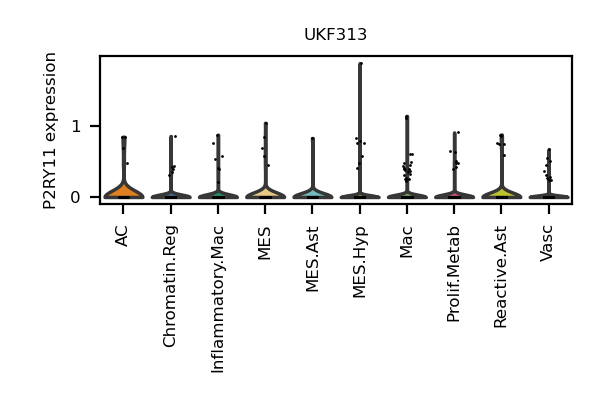 UKF313
P2RY11 expression
1
0
AC
Chromatin.Reg
Inflammatory.Mac
MES
MES.Ast
MES.Hyp
Mac
Prolif.Metab
Reactive.Ast
Vasc